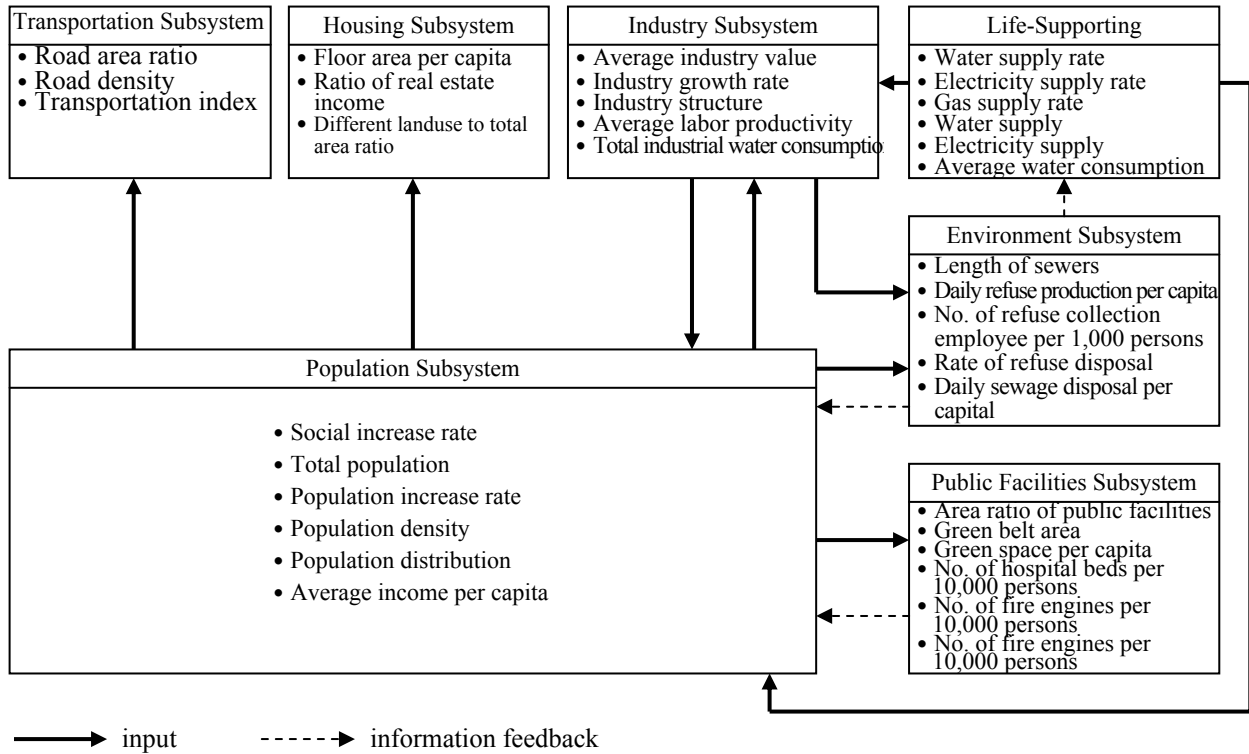 Transportation Subsystem
• Road area ratio
• Road density
• Transportation index
Housing Subsystem
• Floor area per capita
• Ratio of real estate
income
• Different landuse to total
area ratio
Industry Subsystem
• Average industry value
• Industry growth rate
• Industry structure
• Average labor productivity
• Total industrial water consumptio
Life-Supporting
• Water supply rate
• Electricity supply rate
• Gas supply rate
• Water supply
• Electricity supply
• Average water consumption
Environment Subsystem
• Length of sewers
• Daily refuse production per capita
• No. of refuse collection
employee per 1,000 persons
• Rate of refuse disposal
• Daily sewage disposal per
capital
Population Subsystem
• Social increase rate
• Total population
• Population increase rate
• Population density
• Population distribution
• Average income per capita
Public Facilities Subsystem
• Area ratio of public facilities
• Green belt area
• Green space per capita
• No. of hospital beds per
10,000 persons
• No. of fire engines per
10,000 persons
• No. of fire engines per
10,000 persons
input
information feedback